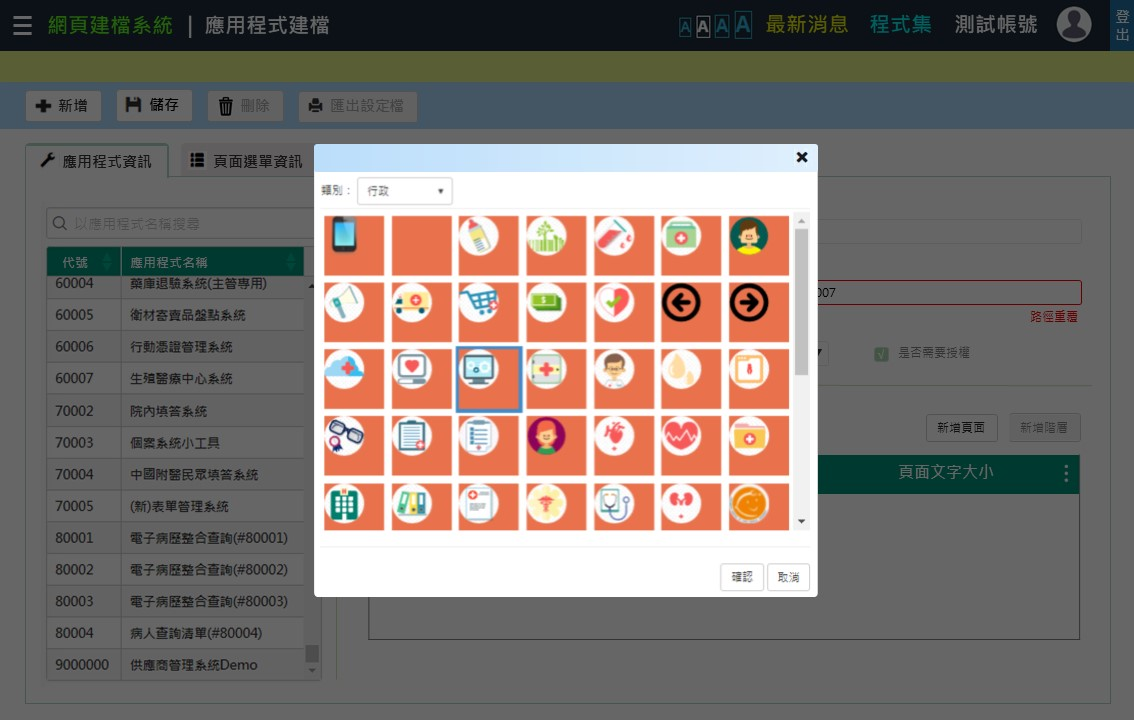 網頁建檔系統 | 應用程式建檔
A A A A 最新消息 程式集 測試帳號 登出
新增 儲存 刪除 匯出設定檔
應用程式資訊 頁面選單資訊
類別： 行政
以應用程式名稱搜尋
代號 應用程式名稱
60004 藥庫退驗系統(主管專用)
007
60005 衛材寄賣品盤點系統
路徑重覆
60006 行動憑證管理系統
是否需要授權
60007 生殖醫療中心系統
70002 院內填答系統
70003 個案系統小工具
新增頁面 新增階層
70004 中國附醫民眾填答系統
頁面文字大小
70005 (新)表單管理系統
80001 電子病歷整合查詢(#80001)
80002 電子病歷整合查詢(#80002)
80003 電子病歷整合查詢(#80003)
確認 取消
80004 病人查詢清單(#80004)
9000000 供應商管理系統Demo